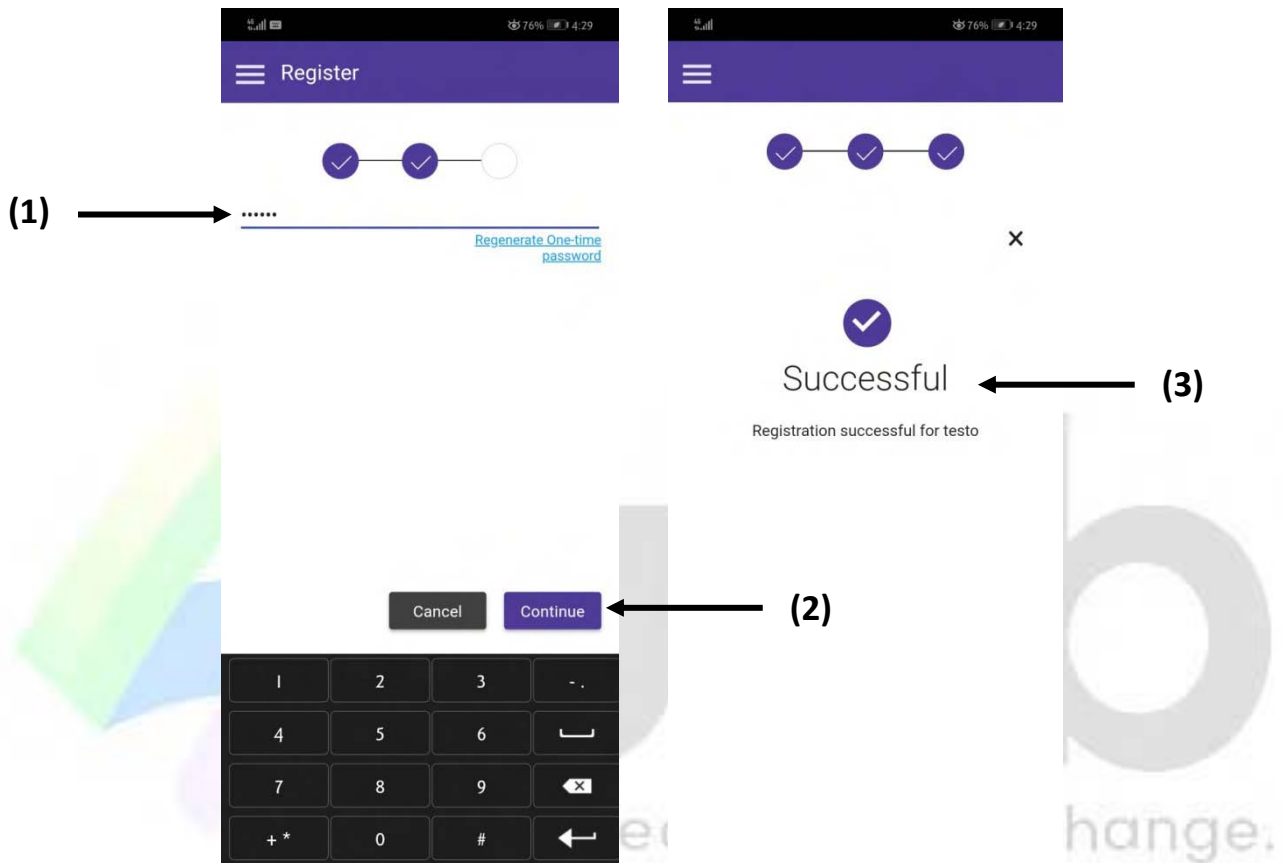 76% 4:29
Register
(1)
••••••
Regenerate One-time
password
Cancel Continue
(2)
1 2 3 - .
4 5 6
7 8 9
+ * 0 #
76% 4:29
Successful
(3)
Registration successful for testo
hange.